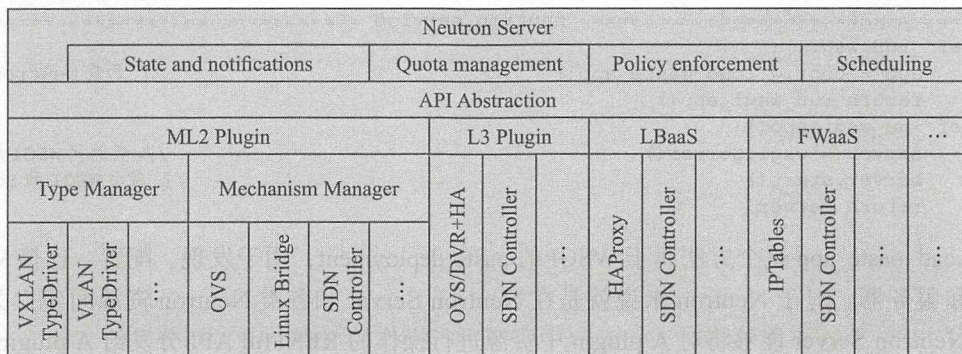 Neutron Server
State and notifications Quota management Policy enforcement Scheduling
API Abstraction
ML2 Plugin L3 Plugin LBaaS FWaaS ...
Type Manager Mechanism Manager
VXLAN TypeDriver
VLAN TypeDriver
...
OVS
Linux Bridge
SDN Controller
...
OVS/DVR+HA
SDN Controller
...
HAProxy
SDN Controller
...
IPTables
SDN Controller
...